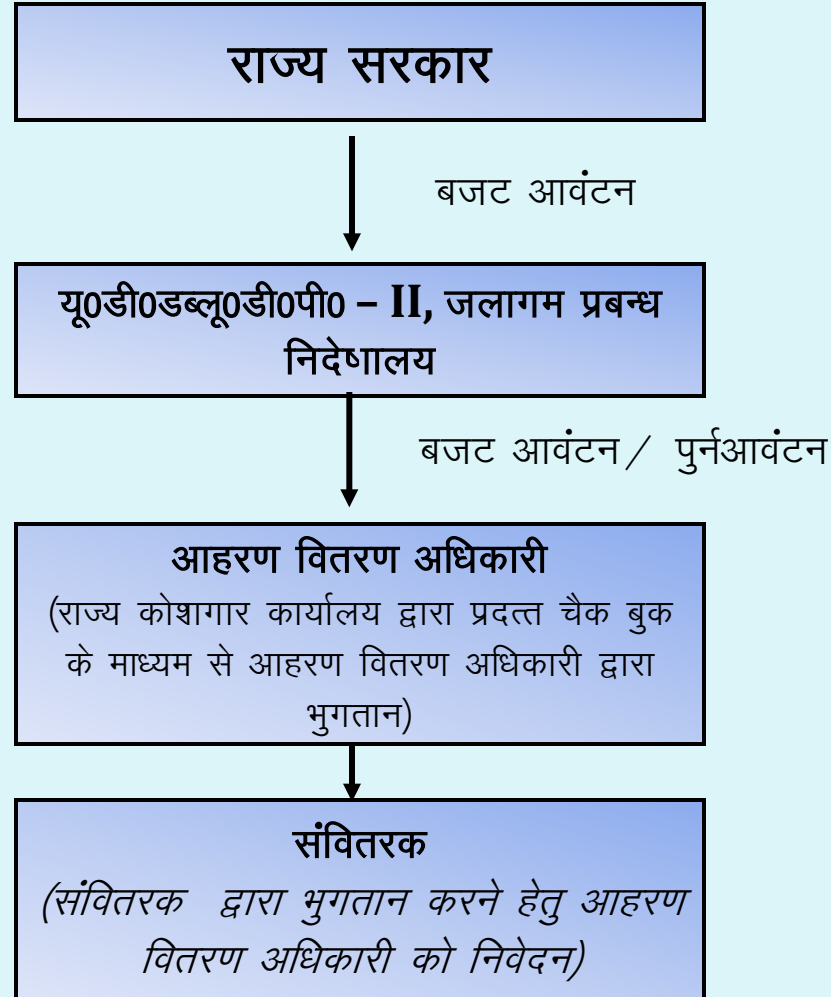 राज्य सरकार
बजट आवंटन
यू0डी0डब्लू0डी0पी0 – II, जलागम प्रबन्ध
निदेषालय
बजट आवंटन / पुर्नआवंटन
आहरण वितरण अधिकारी
(राज्य कोशागार कार्यालय द्वारा प्रदत्त चैक बुक
के माध्यम से आहरण वितरण अधिकारी द्वारा
भुगतान)
संवितरक
(संवितरक द्वारा भुगतान करने हेतु आहरण
वितरण अधिकारी को निवेदन)